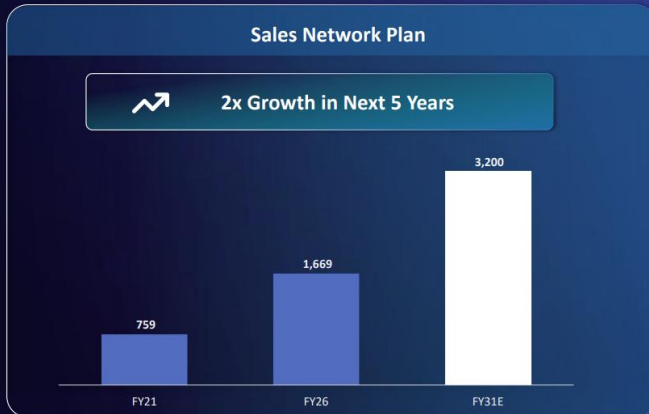 Sales Network Plan
2x Growth in Next 5 Years
3,200
1,669
759
FY21 FY26 FY31E